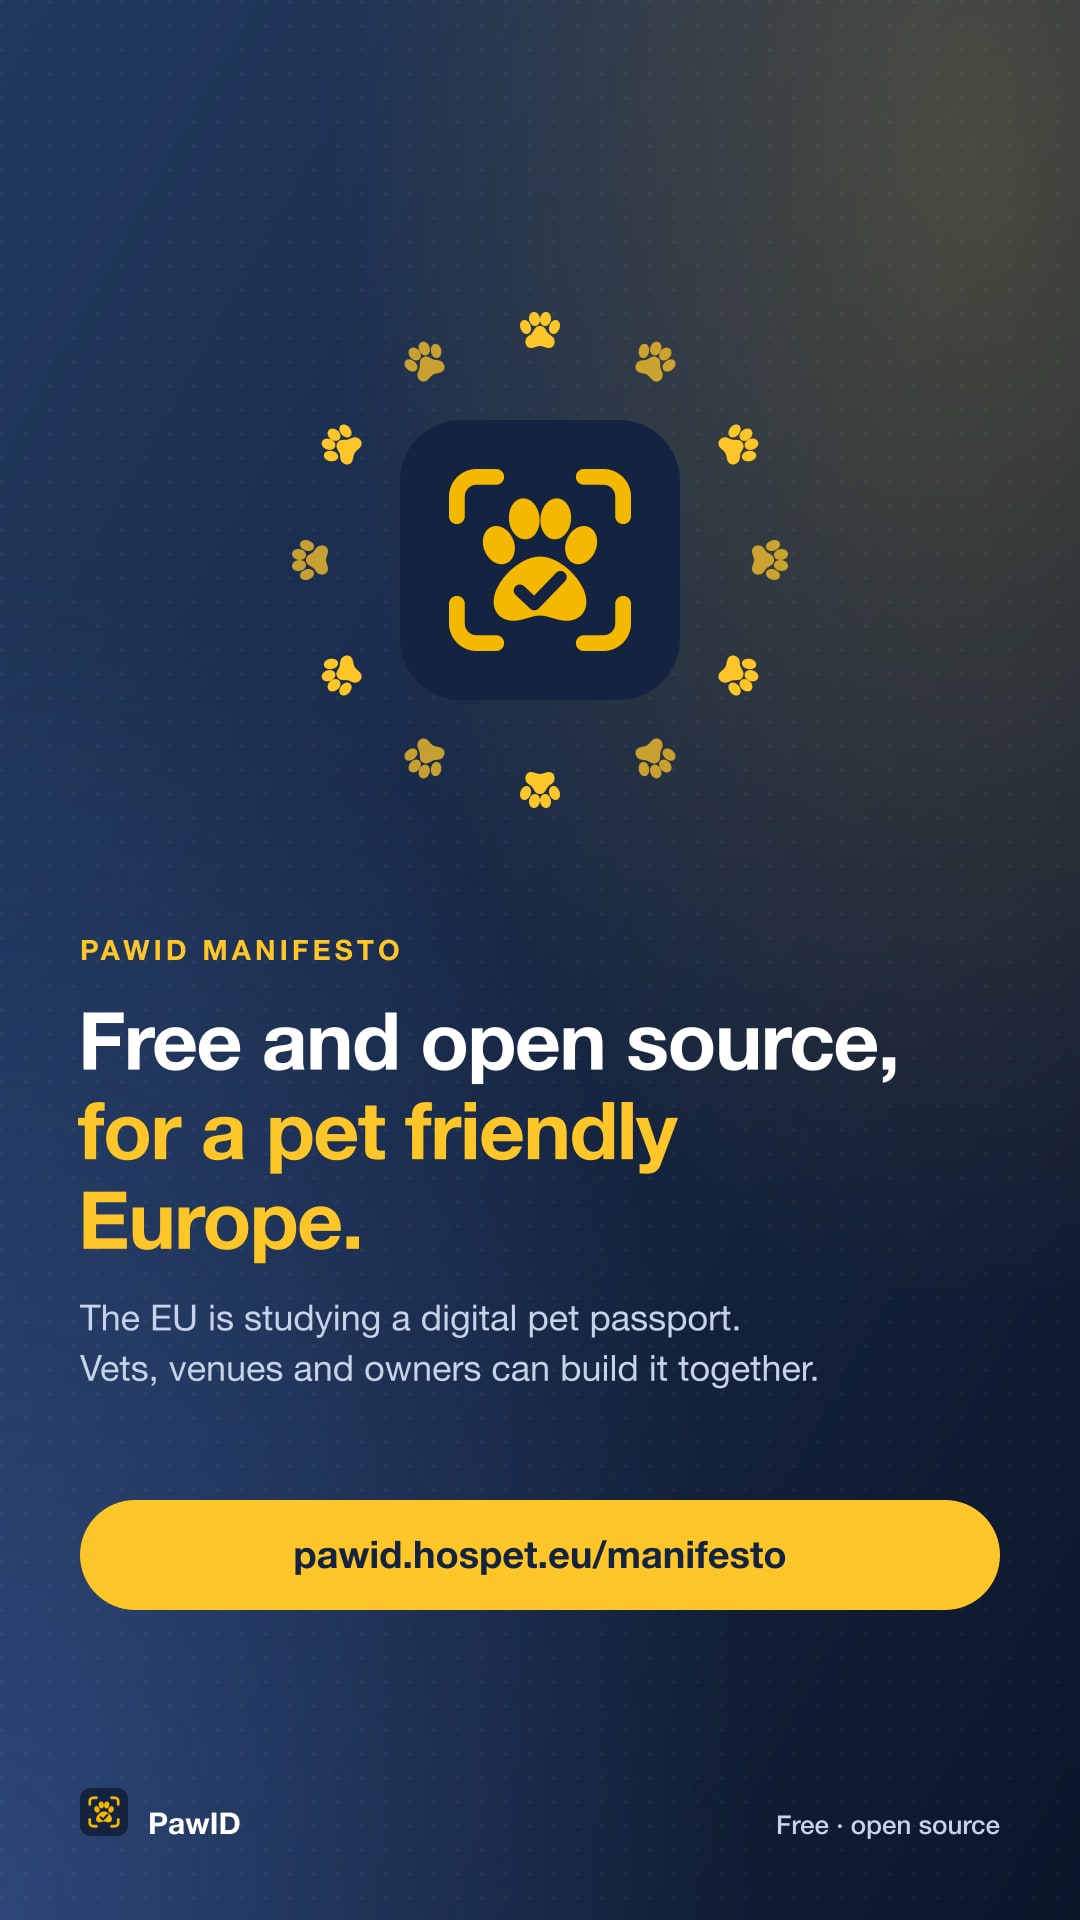 PAWID MANIFESTO
Free and open source,
for a pet friendly
Europe.
The EU is studying a digital pet passport.
Vets, venues and owners can build it together.
pawid.hospet.eu/manifesto
PawID
Free · open source